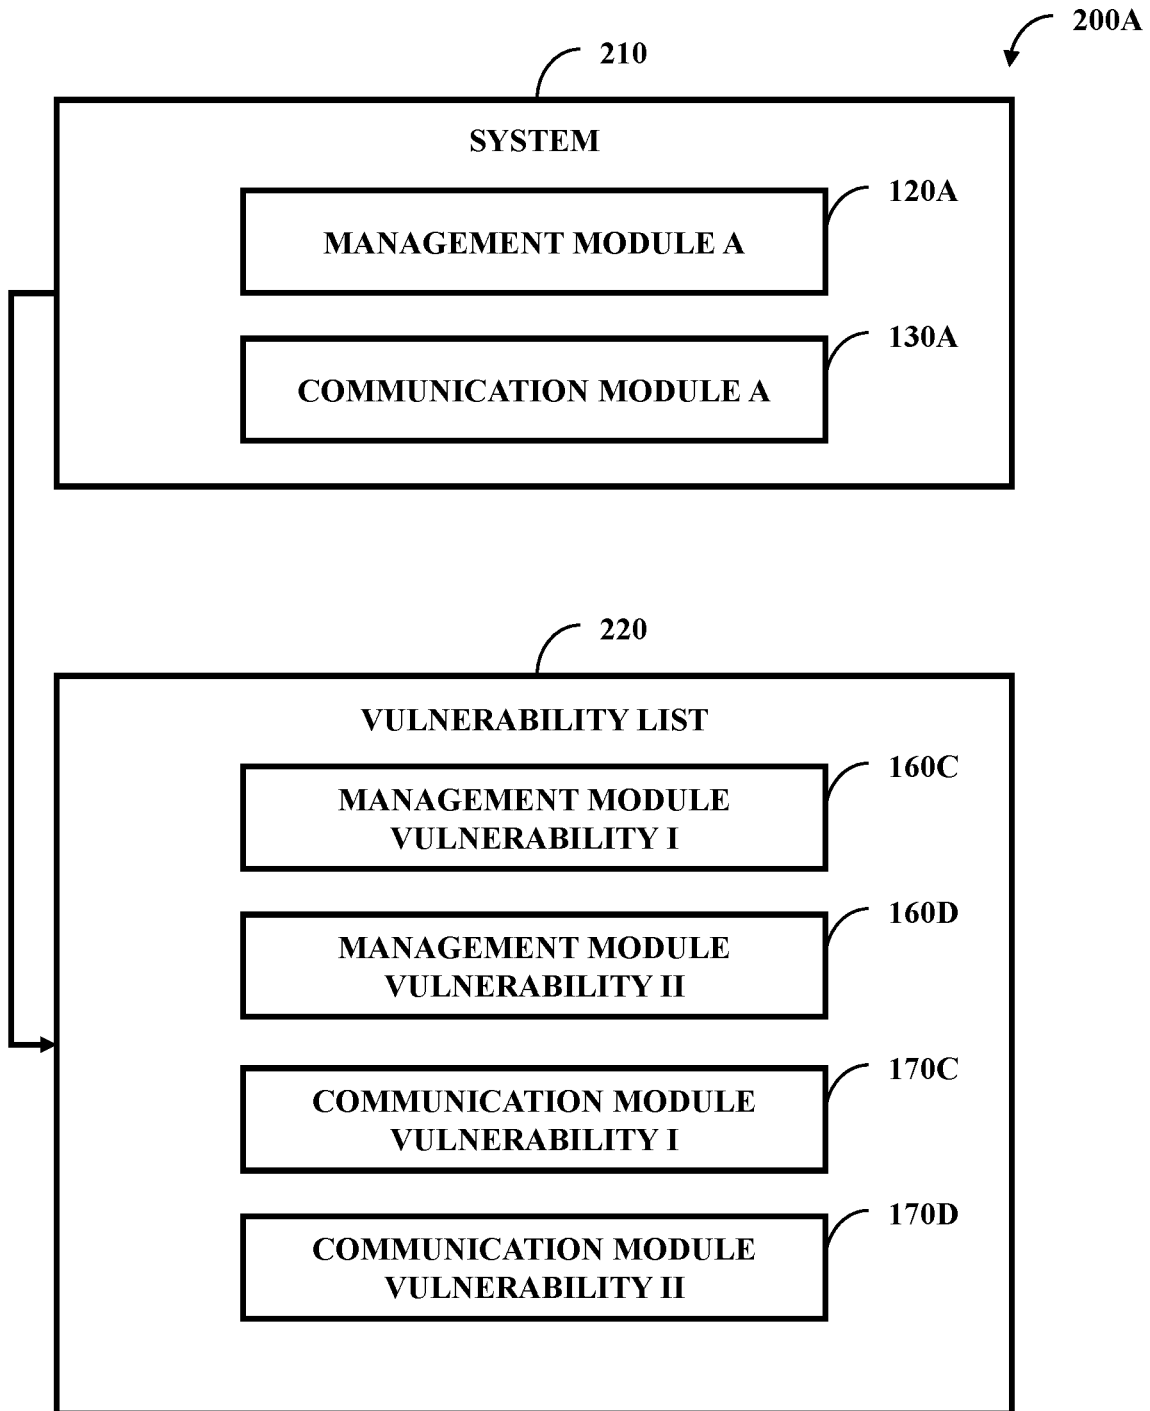 200A
210
SYSTEM
120A
MANAGEMENT MODULE A
130A
COMMUNICATION MODULE A
220
VULNERABILITY LIST
160C
MANAGEMENT MODULE
VULNERABILITY I
160D
MANAGEMENT MODULE
VULNERABILITY II
170C
COMMUNICATION MODULE
VULNERABILITY I
170D
COMMUNICATION MODULE
VULNERABILITY II